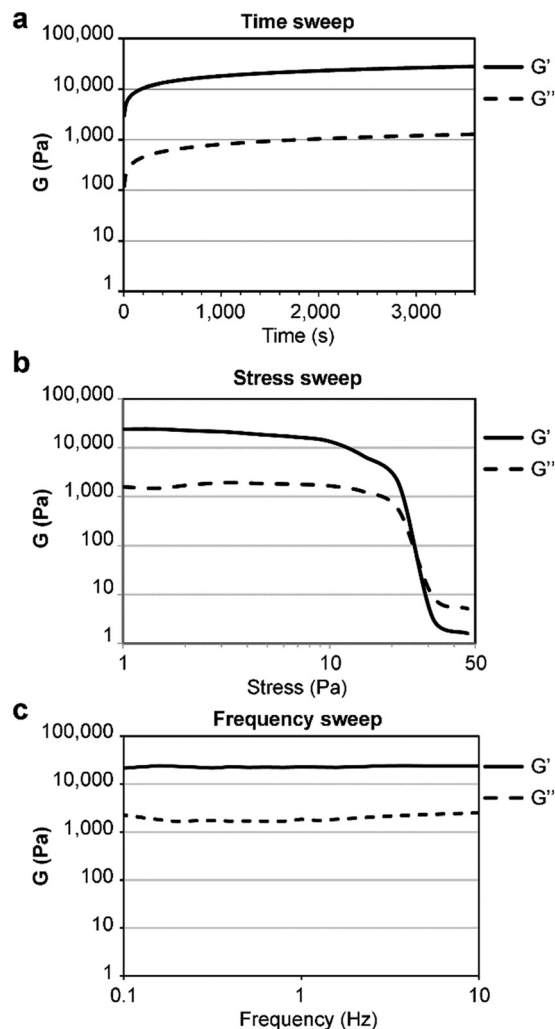 a
Time sweep
100,000
10,000
1,000
100
10
1
G (Pa)
0 1,000 2,000 3,000
Time (s)
G'
G''
b
Stress sweep
100,000
10,000
1,000
100
10
1
G (Pa)
1 10 50
Stress (Pa)
G'
G''
c
Frequency sweep
100,000
10,000
1,000
100
10
1
G (Pa)
0.1 1 10
Frequency (Hz)
G'
G''